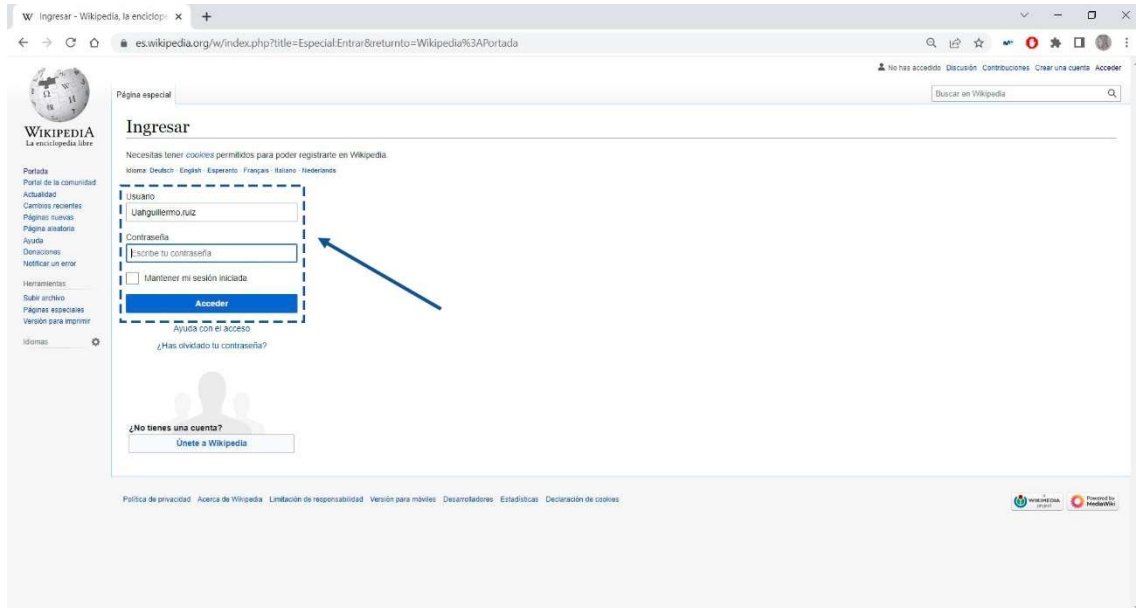 Ingresar - Wikipedia, la enciclop
es.wikipedia.org/w/index.php?title=Especial:Entrar&returnto=Wikipedia%3APortada
No has accedido Discusión Contribuciones Crear una cuenta Acceder
Página especial
Buscar en Wikipedia
WIKIPEDIA
La enciclopedia libre
Ingresar
Necesitas tener cookies permitidos para poder registrarte en Wikipedia.
Idioma: Deutsch · English · Esperanto · Français · Italiano · Nederlands
Portada
Portal de la comunidad
Actualidad
Cambios recientes
Páginas nuevas
Página aleatoria
Ayuda
Donaciones
Notificar un error
Herramientas
Subir archivo
Páginas especiales
Versión para imprimir
Idiomas
Usuario
Uahguillermo.ruiz
Contraseña
Escribe tu contraseña
Mantener mi sesión iniciada
Acceder
Ayuda con el acceso
¿Has olvidado tu contraseña?
¿No tienes una cuenta?
Únete a Wikipedia
Política de privacidad Acerca de Wikipedia Limitación de responsabilidad Versión para móviles Desarrolladores Estadísticas Declaración de cookies
WIKIMEDIA
project
Powered by
MediaWiki